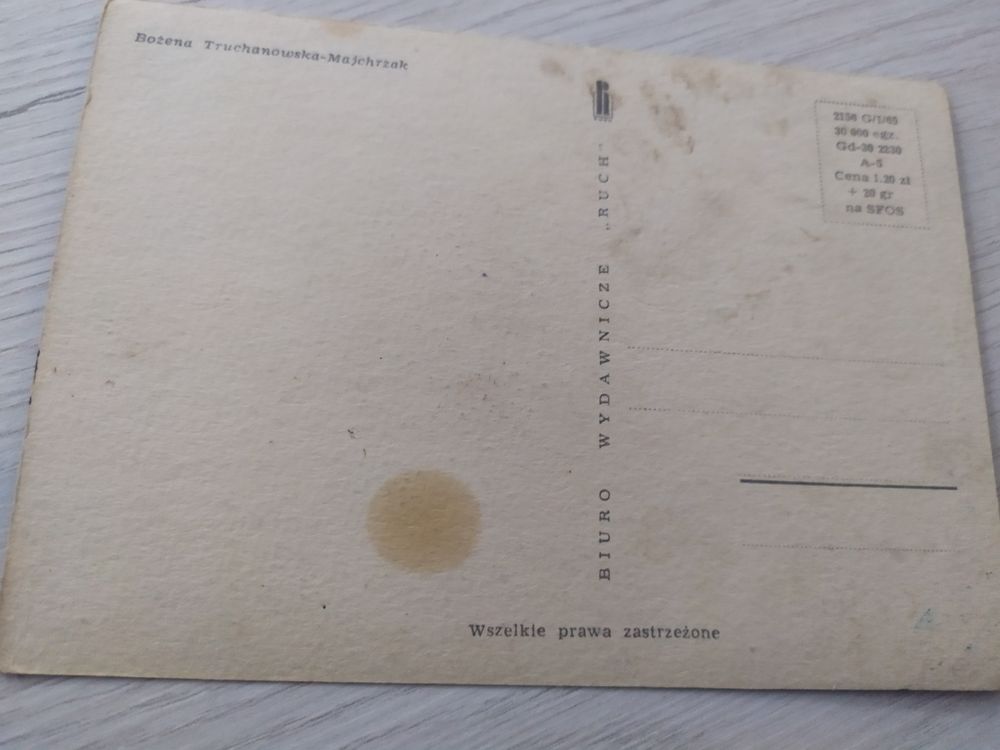 Bożena Truchanowska-Majchrzak
BIURO WYDAWNICZE „RUCH"
2156 G/1/65
30 000 egz.
Gd-30 2230
A-5
Cena 1.20 zł
+ 20 gr
na SFOS
Wszelkie prawa zastrzeżone